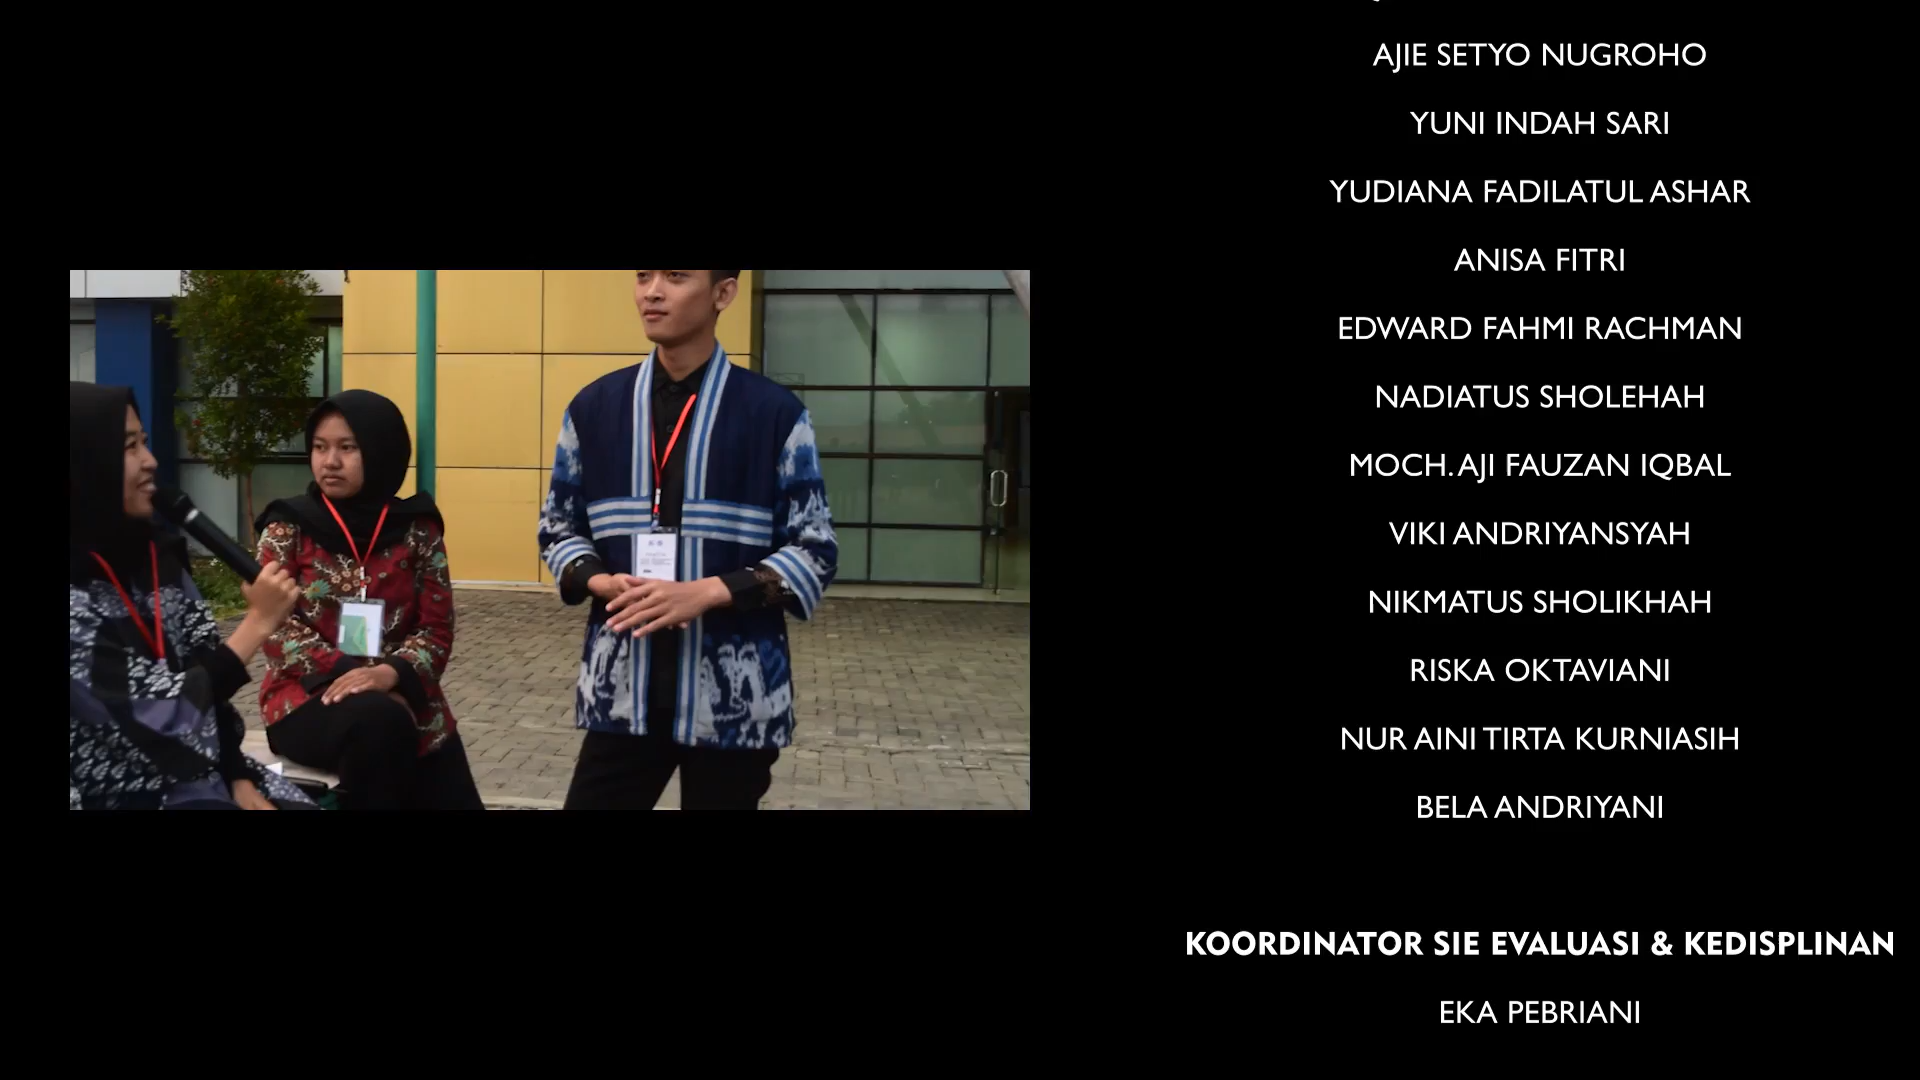 AJIE SETYO NUGROHO
YUNI INDAH SARI
YUDIANA FADILATUL ASHAR
ANISA FITRI
EDWARD FAHMI RACHMAN
NADIATUS SHOLEHAH
MOCH. AJI FAUZAN IQBAL
VIKI ANDRIYANSYAH
NIKMATUS SHOLIKHAH
RISKA OKTAVIANI
NUR AINI TIRTA KURNIASIH
BELA ANDRIYANI
KOORDINATOR SIE EVALUASI & KEDISPLINAN
EKA PEBRIANI